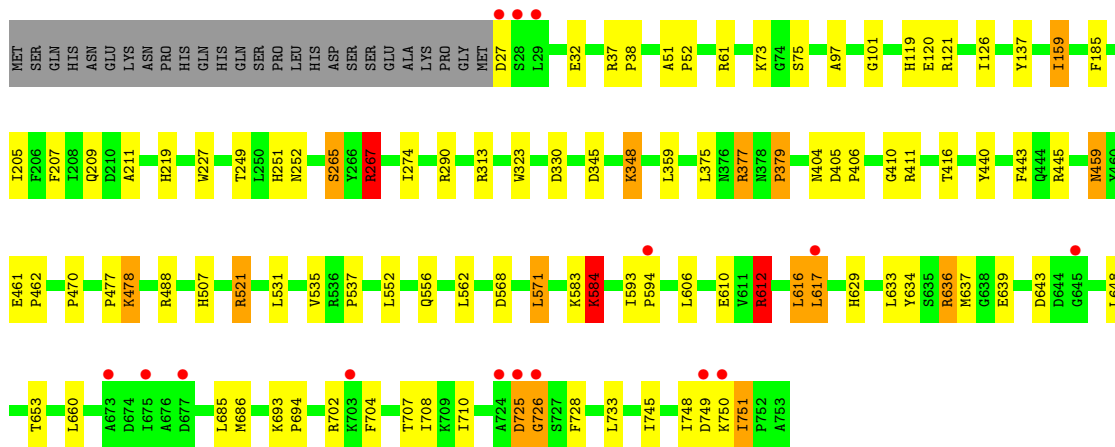 MET SER GLN HIS ASN GLU LYS ASN PRO HIS GLN HIS GLN SER PRO LEU HIS ASP SER SER GLU ALA LYS PRO GLY MET D27 S28 L29 E32 R37 P38 A51 P52 R61 K73 G74 S75 A97 G101 H119 E120 R121 I126 Y137 I159 F185
I205 F206 F207 I208 Q209 D210 A211 H219 W227 T249 L250 H251 N252 S265 Y266 R267 I274 R290 R313 W323 D330 D345 K348 L359 L375 N376 R377 N378 P379 N404 D405 P406 G410 R411 T416 Y440 F443 Q444 R445 N459 Y460
E461 P462 P470 P477 K478 R488 H507 R521 L531 V535 R536 P537 L552 Q556 L562 D568 L571 K583 K584 I593 P594 L606 E610 V611 R612 L616 L617 H629 L633 Y634 S635 R636 M637 G638 E639 D643 D644 G645 L648
T653 L660 A673 D674 I675 A676 D677 L685 M686 K693 P694 R702 K703 F704 T707 I708 K709 I710 A724 D725 G726 S727 F728 L733 I745 I748 D749 K750 I751 P752 A753